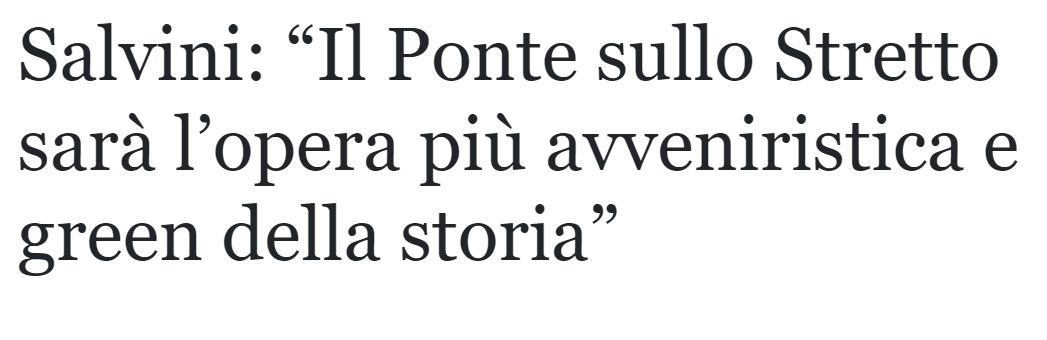 Salvini: “Il Ponte sullo Stretto
sarà l’opera più avveniristica e
green della storia”